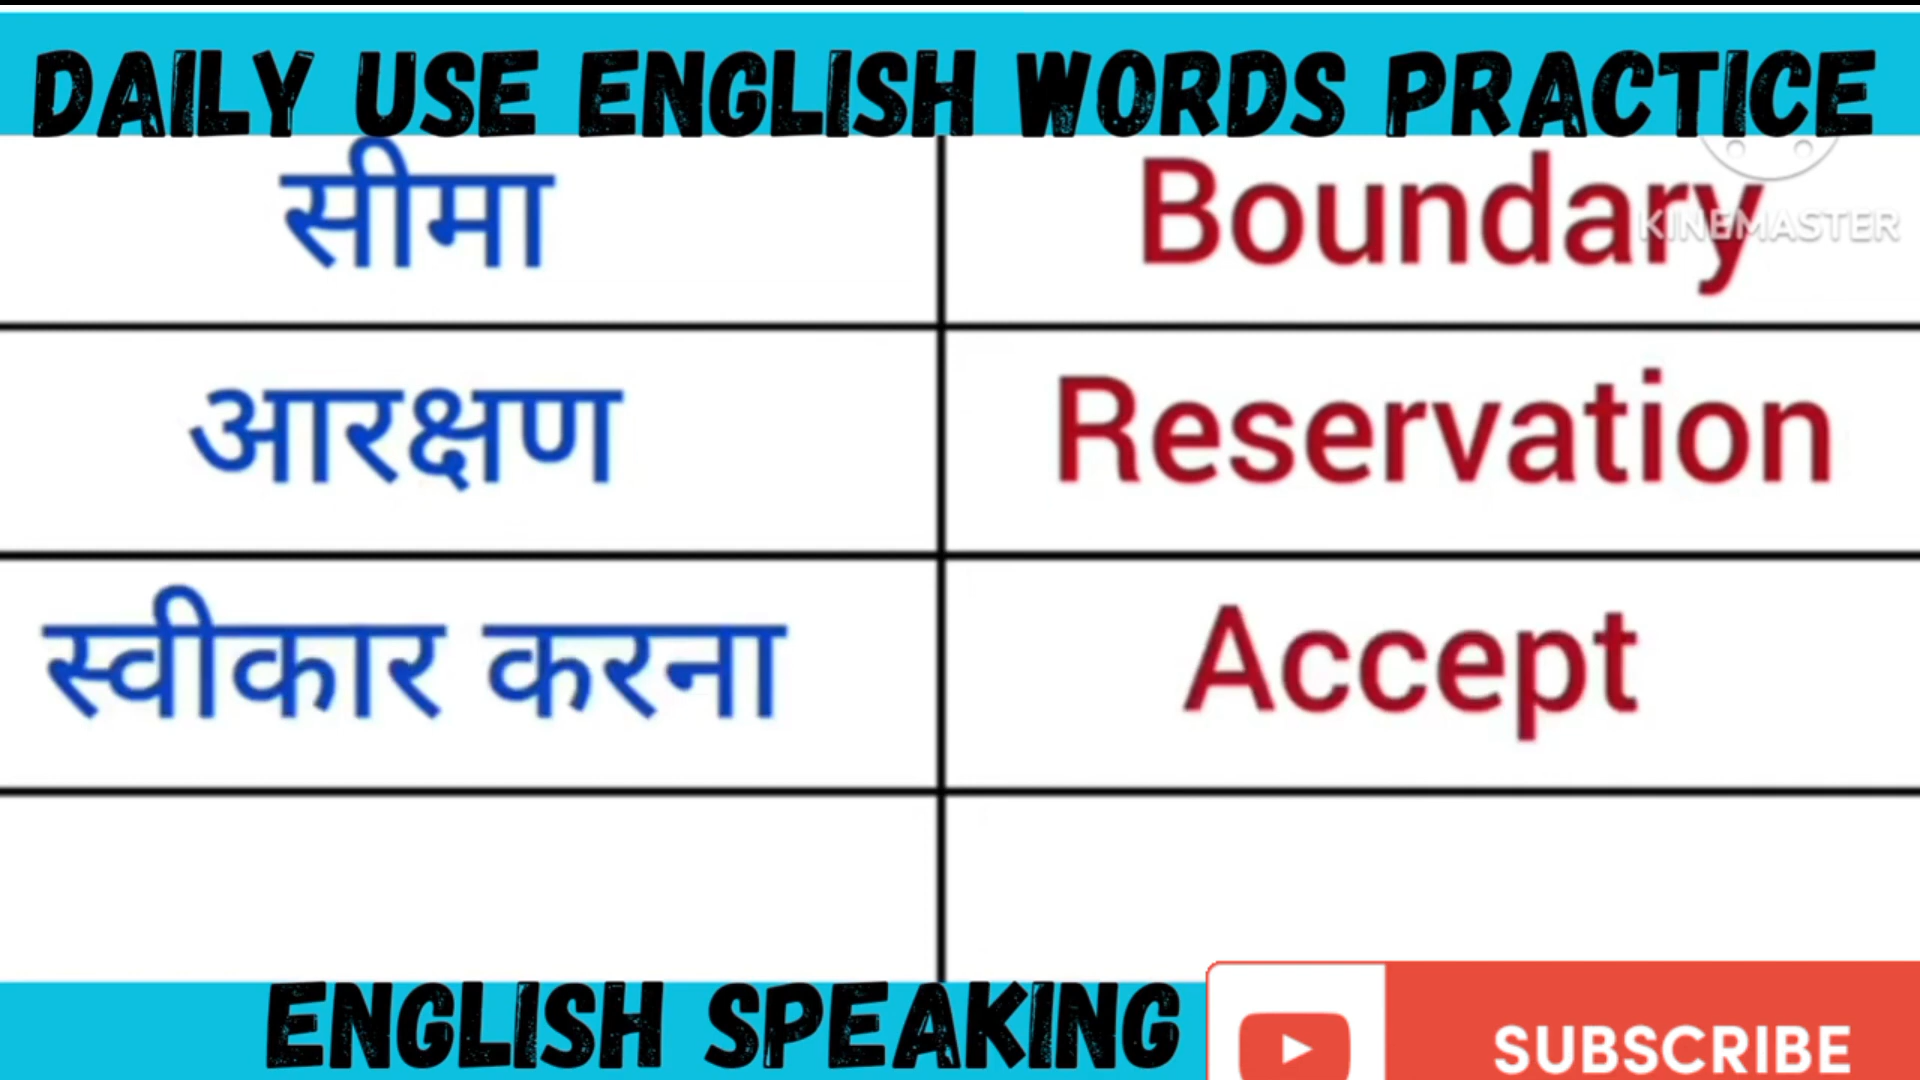 DAILY USE ENGLISH WORDS PRACTICE
सीमा Boundary
KINEMASTER
आरक्षण Reservation
स्वीकार करना Accept
ENGLISH SPEAKING
SUBSCRIBE